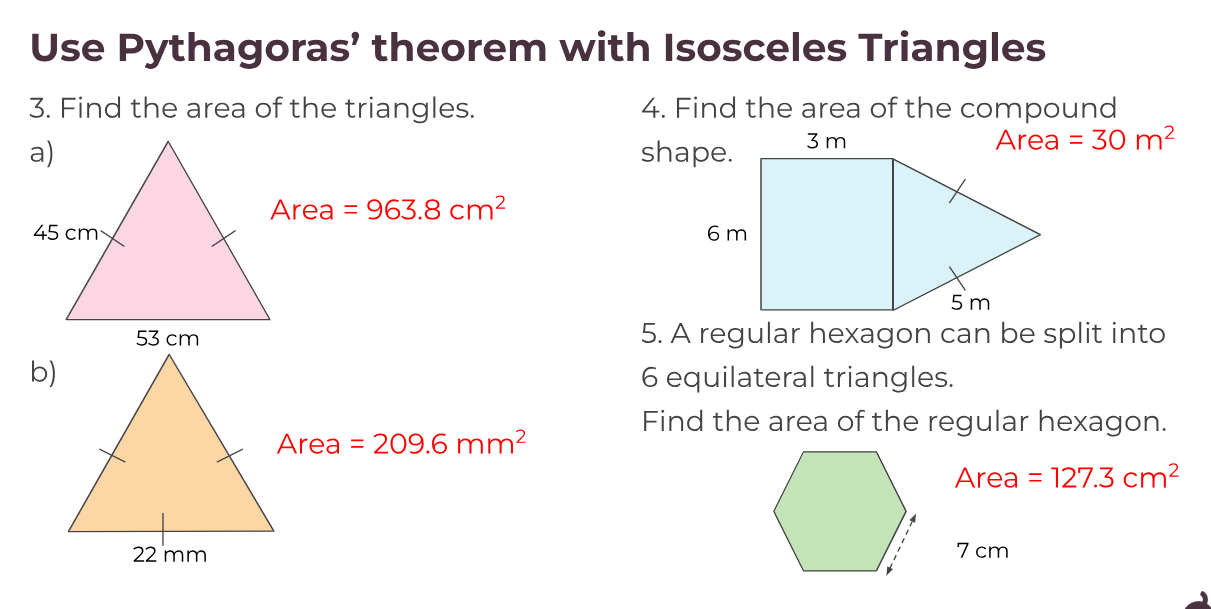 Use Pythagoras’ theorem with Isosceles Triangles
3. Find the area of the triangles.
a)
45 cm
Area = 963.8 cm²
53 cm
b)
Area = 209.6 mm²
22 mm
4. Find the area of the compound
shape.
3 m
Area = 30 m²
6 m
5 m
5. A regular hexagon can be split into
6 equilateral triangles.
Find the area of the regular hexagon.
Area = 127.3 cm²
7 cm